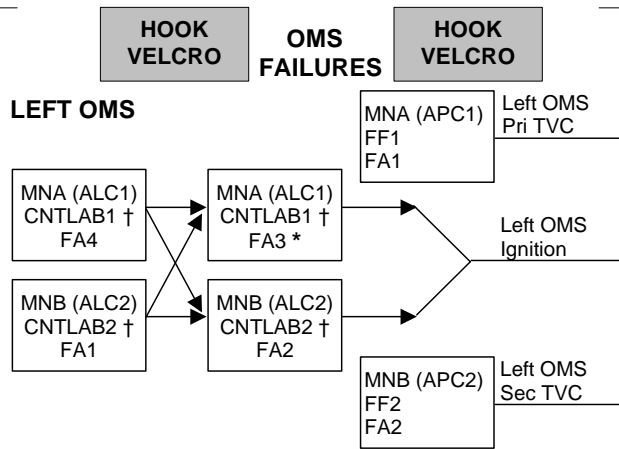 HOOK
VELCRO
OMS
FAILURES
HOOK
VELCRO
LEFT OMS
MNA (APC1)
FF1
FA1
Left OMS
Pri TVC
MNA (ALC1)
CNTLAB1 †
FA4
MNA (ALC1)
CNTLAB1 †
FA3 *
Left OMS
Ignition
MNB (ALC2)
CNTLAB2 †
FA1
MNB (ALC2)
CNTLAB2 †
FA2
MNB (APC2)
FF2
FA2
Left OMS
Sec TVC